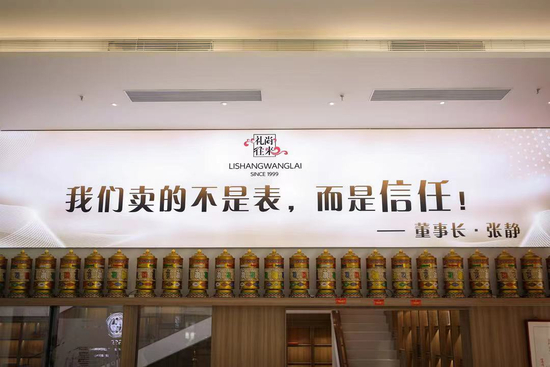 礼尚
往来
LISHANGWANGLAI
SINCE 1999
我们卖的不是表，而是信任！
—— 董事长·张静